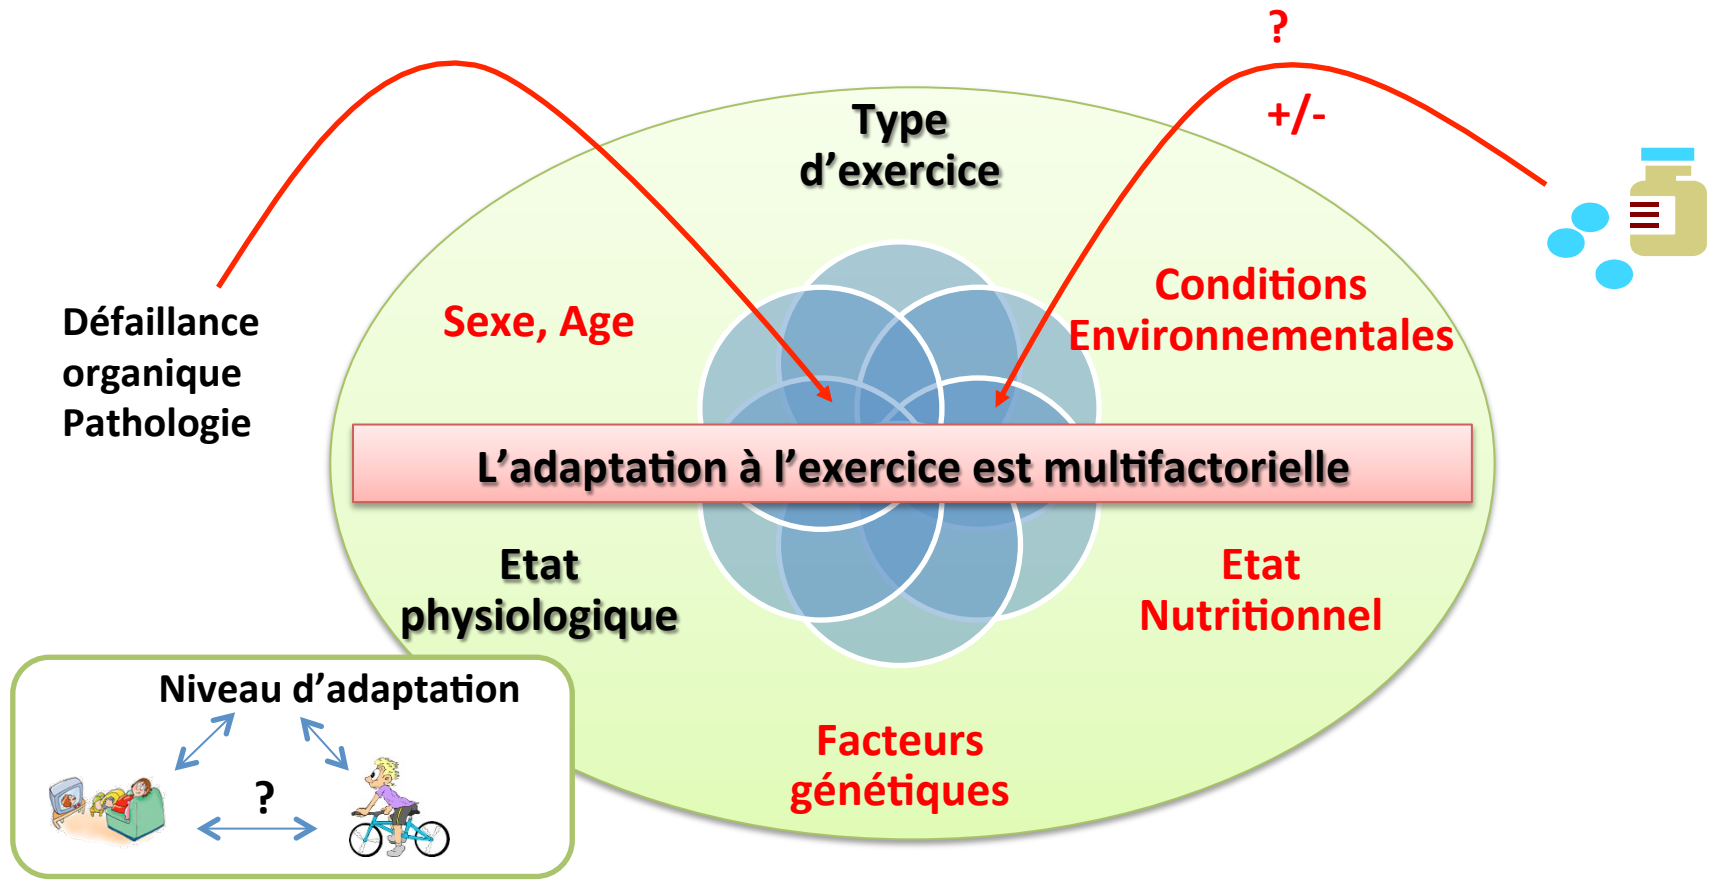 ?
+/-
Type
d’exercice
Conditions
Environnementales
Sexe, Age
Défaillance
organique
Pathologie
L’adaptation à l’exercice est multifactorielle
Etat
physiologique
Etat
Nutritionnel
Niveau d’adaptation
?
Facteurs
génétiques